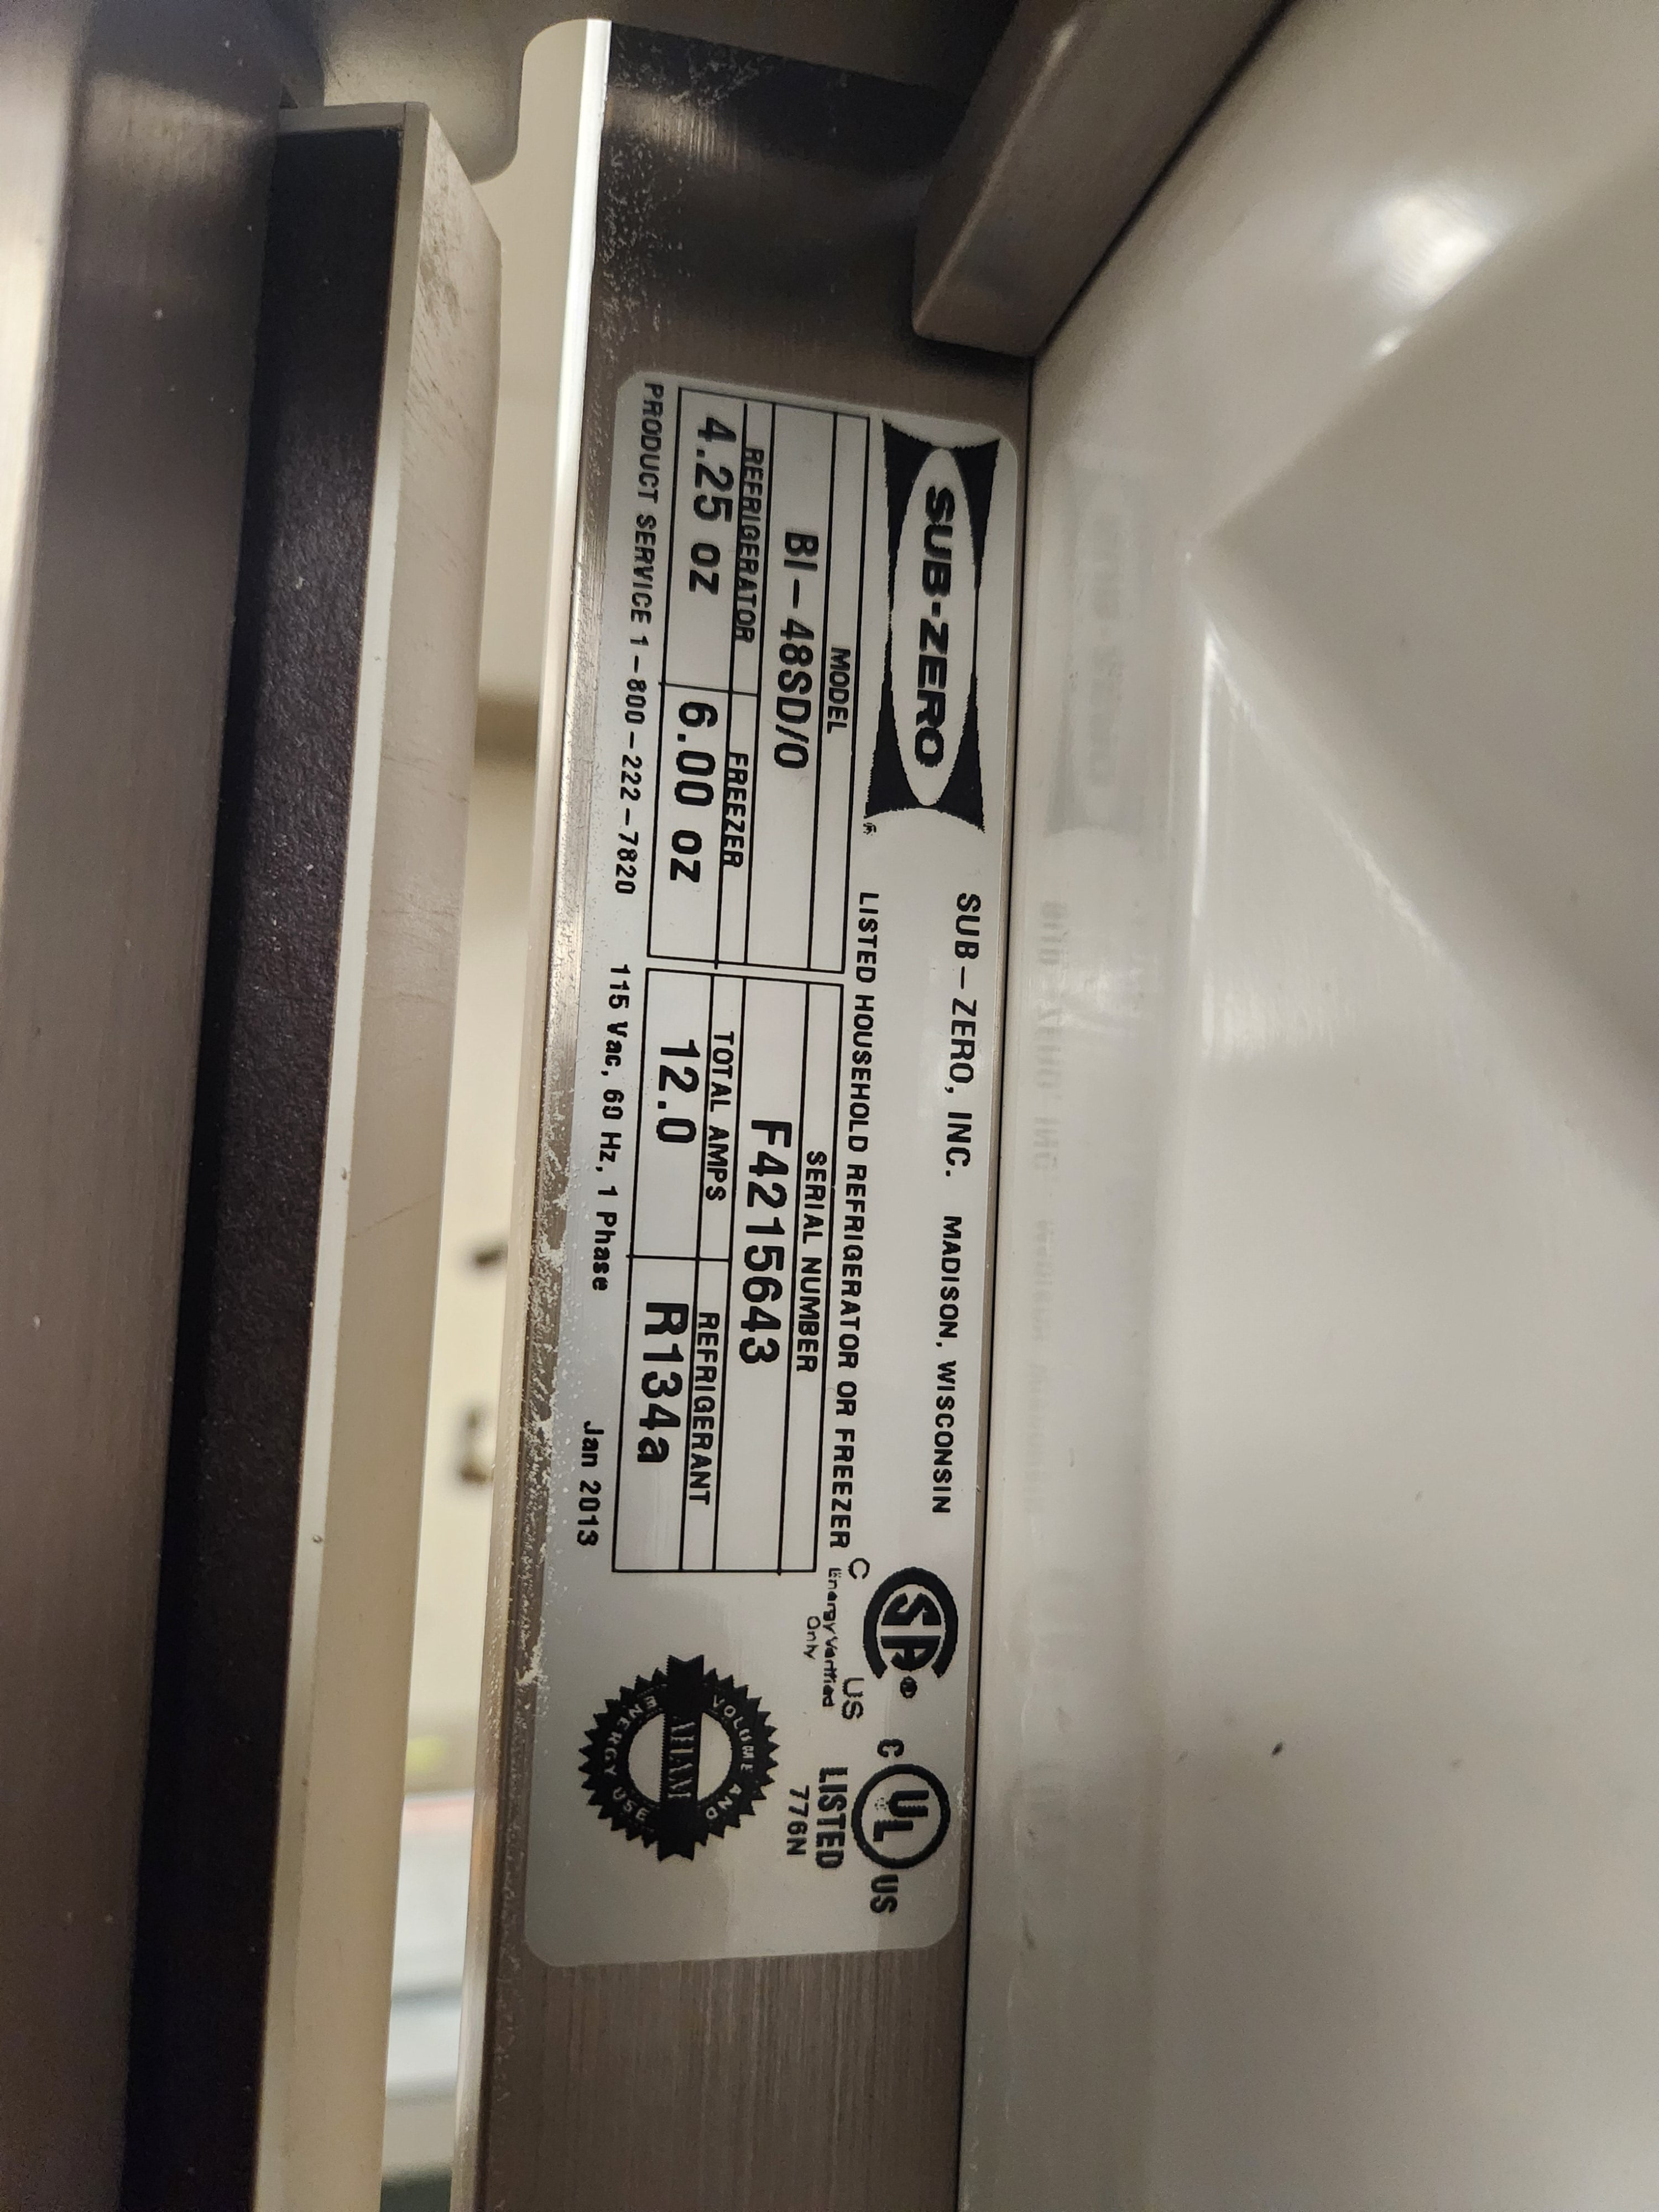 SUB-ZERO ®
SUB-ZERO, INC. MADISON, WISCONSIN
LISTED HOUSEHOLD REFRIGERATOR OR FREEZER
MODEL
BI-48SD/O
SERIAL NUMBER
F4215643
REFRIGERATOR
4.25 oz
FREEZER
6.00 oz
TOTAL AMPS
12.0
REFRIGERANT
R134a
PRODUCT SERVICE 1-800-222-7820 115 Vac, 60 Hz, 1 Phase Jan 2013
C SA ® US
Energy Verified
Only
C UL US
LISTED
776N
VOLUME AND
AHAM
ENERGY USE